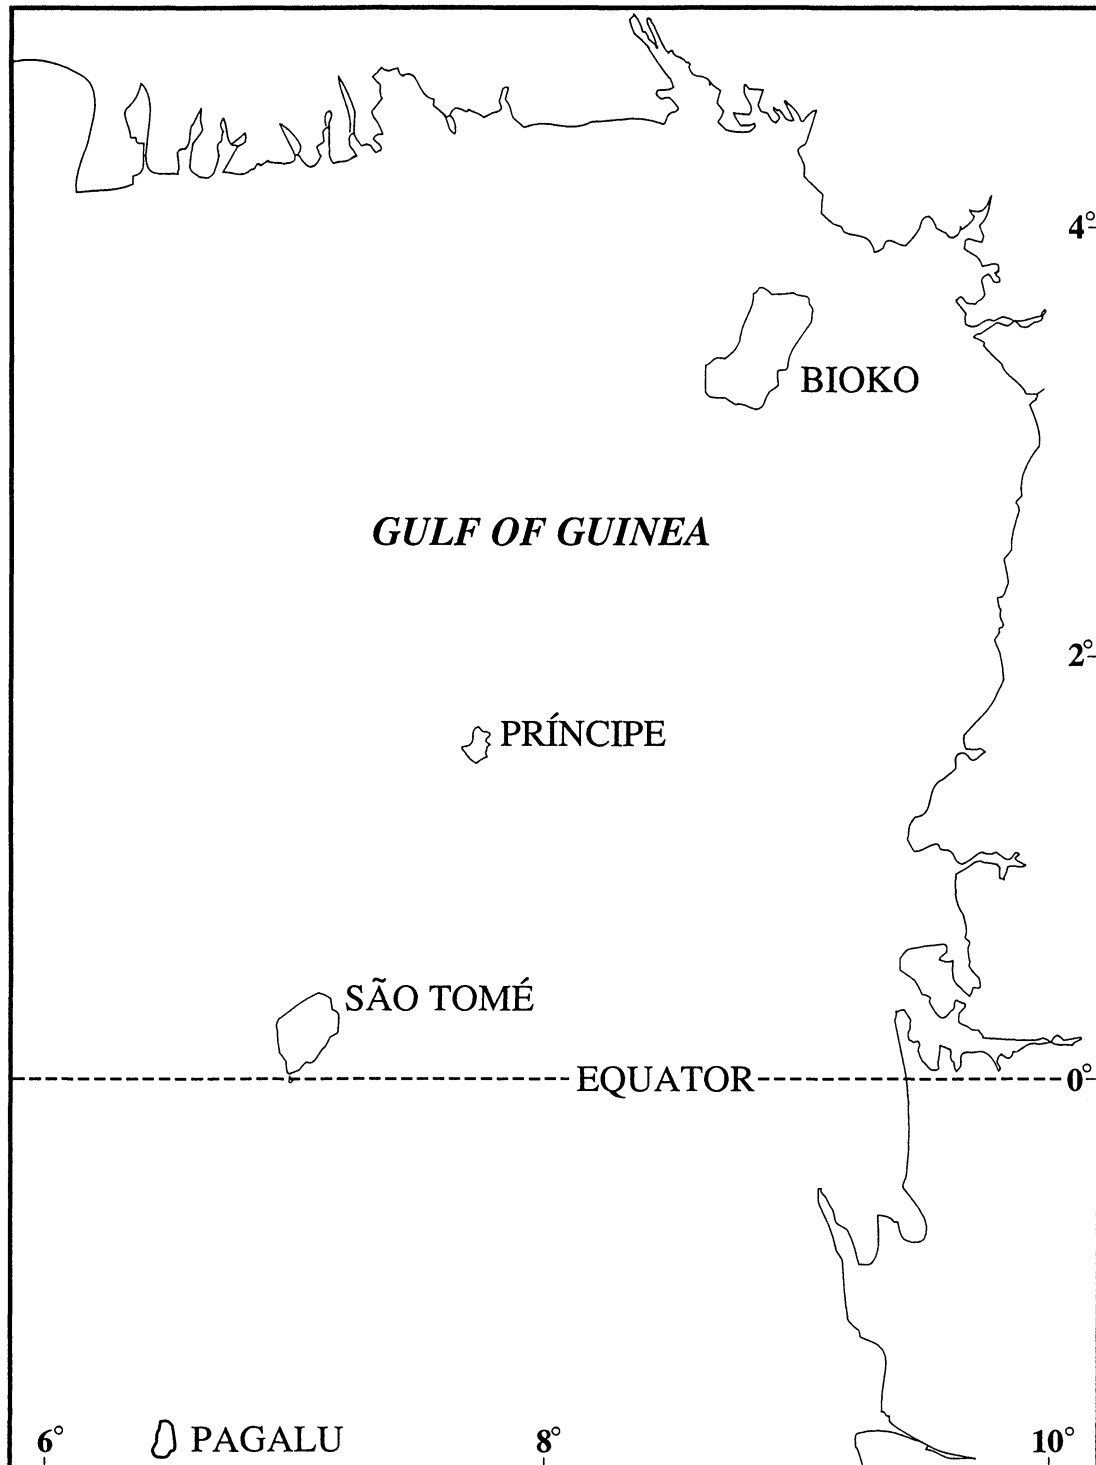 4°
BIOKO
GULF OF GUINEA
2°
PRÍNCIPE
SÃO TOMÉ
EQUATOR 0°
6° PAGALU 8° 10°